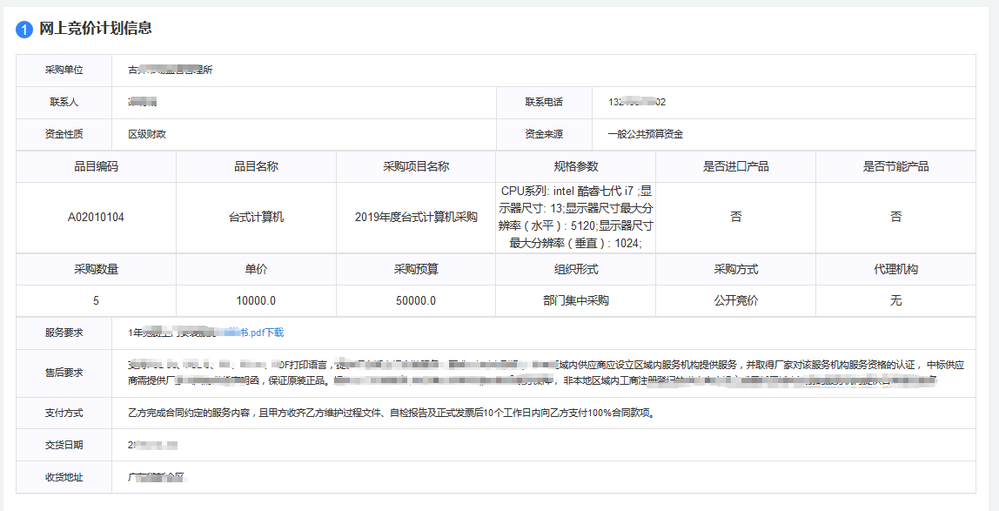 1 网上竞价计划信息
采购单位 古 管理所
联系人
联系电话 132 02
资金性质 区级财政
资金来源 一般公共预算资金
品目编码 品目名称 采购项目名称 规格参数 是否进口产品 是否节能产品
A02010104 台式计算机 2019年度台式计算机采购
CPU系列: intel 酷睿七代 i7 ;显
示器尺寸: 13;显示器尺寸最大分
辨率 ( 水平 ) : 5120;显示器尺寸
最大分辨率 ( 垂直 ) : 1024;
否 否
采购数量 单价 采购预算 组织形式 采购方式 代理机构
5 10000.0 50000.0 部门集中采购 公开竞价 无
服务要求 1年 书.pdf下载
售后要求
DF打印语言，提 区域内供应商应设立区域内服务机构提供服务，并取得厂家对该服务机构服务资格的认证， 中标供应
商需提供厂 函，保证原装正品。 非本地区域内工商注册登记
支付方式 乙方完成合同约定的服务内容，且甲方收齐乙方维护过程文件、自检报告及正式发票后10个工作日内向乙方支付100%合同款项。
交货日期 2
收货地址 广